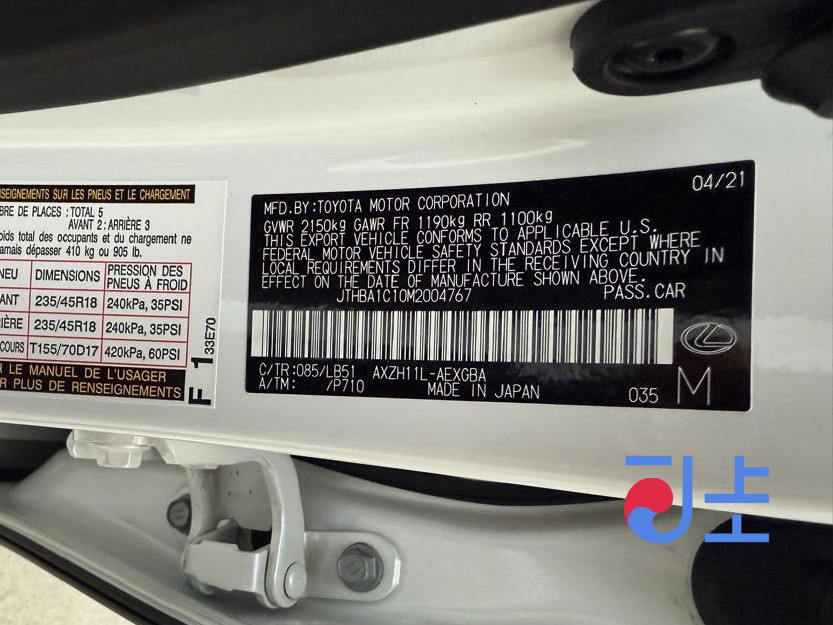 SEIGNEMENTS SUR LES PNEUS ET LE CHARGEMENT
BRE DE PLACES : TOTAL 5
AVANT 2 : ARRIÈRE 3
oids total des occupants et du chargement ne
amais dépasser 410 kg ou 905 lb.
NEU DIMENSIONS PRESSION DES PNEUS À FROID
ANT 235/45R18 240kPa, 35PSI
RIÈRE 235/45R18 240kPa, 35PSI
COURS T155/70D17 420kPa, 60PSI
R LE MANUEL DE L'USAGER
R PLUS DE RENSEIGNEMENTS
F 1 33E70
04/21
MFD.BY:TOYOTA MOTOR CORPORATION
GVWR 2150kg GAWR FR 1190kg RR 1100kg
THIS EXPORT VEHICLE CONFORMS TO APPLICABLE U.S.
FEDERAL MOTOR VEHICLE SAFETY STANDARDS EXCEPT WHERE
LOCAL REQUIREMENTS DIFFER IN THE RECEIVING COUNTRY IN
EFFECT ON THE DATE OF MANUFACTURE SHOWN ABOVE.
JTHBA1C10M2004767 PASS.CAR
C/TR:085/LB51 AXZH11L-AEXGBA
A/TM: /P710 MADE IN JAPAN 035 M